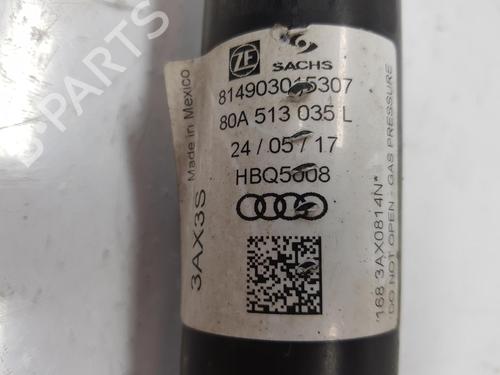 ZF
SACHS
814903015307
80A 513 035 L
24 / 05 / 17
HBQ5008
Made in Mexico
3AX3S
*168 3AX0814N*
DO NOT OPEN - GAS PRESSURE
B-PARTS